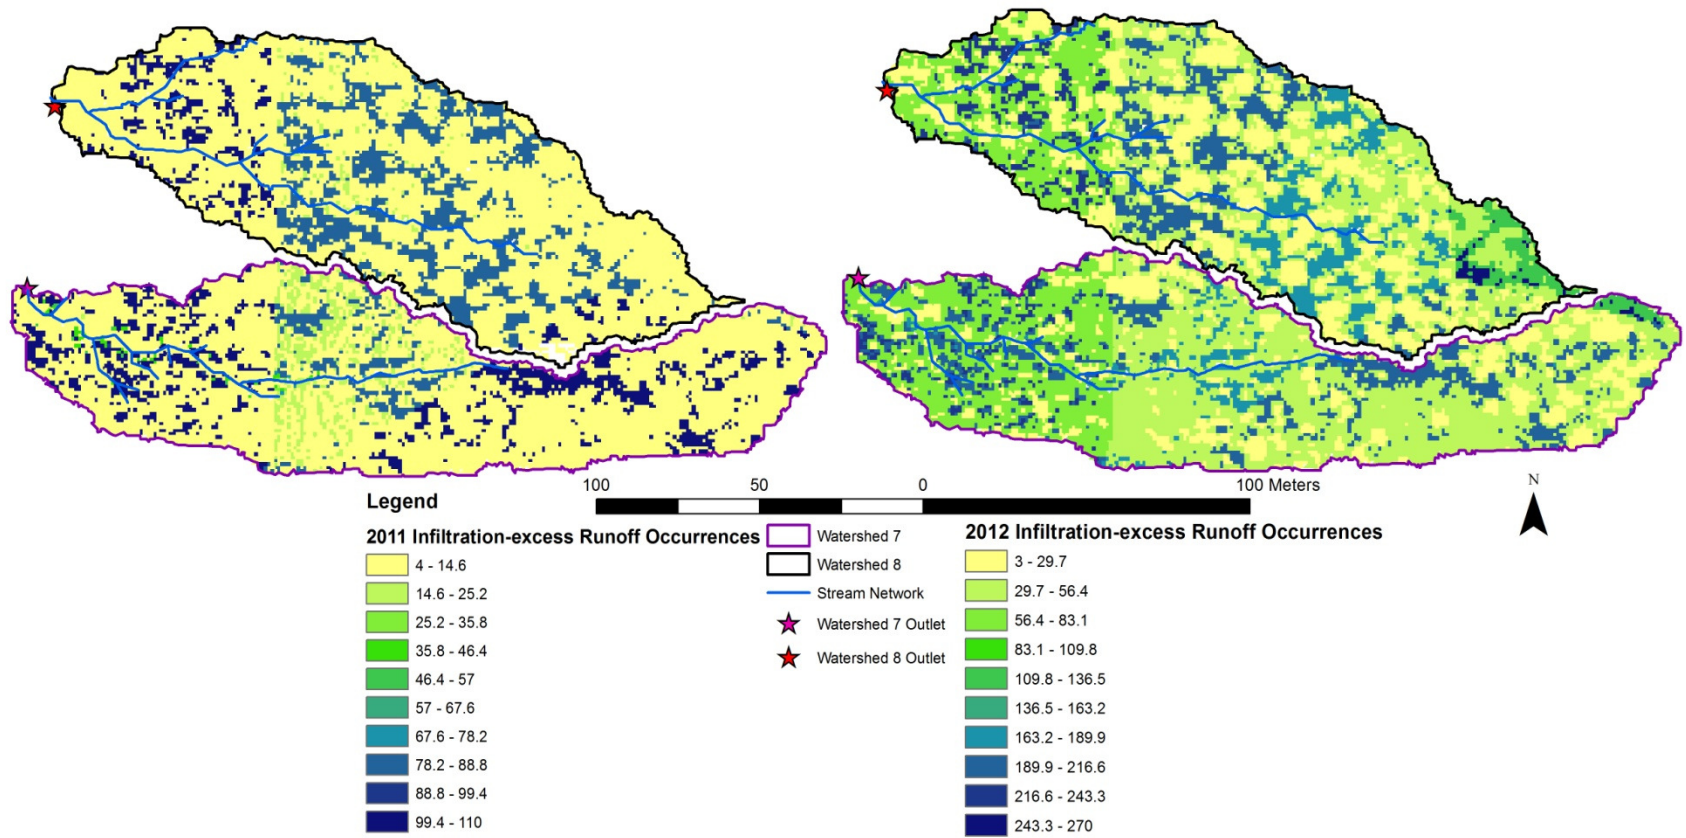 100 50 0 100 Meters
N
Legend
2011 Infiltration-excess Runoff Occurrences
4 - 14.6
14.6 - 25.2
25.2 - 35.8
35.8 - 46.4
46.4 - 57
57 - 67.6
67.6 - 78.2
78.2 - 88.8
88.8 - 99.4
99.4 - 110
Watershed 7
Watershed 8
Stream Network
Watershed 7 Outlet
Watershed 8 Outlet
2012 Infiltration-excess Runoff Occurrences
3 - 29.7
29.7 - 56.4
56.4 - 83.1
83.1 - 109.8
109.8 - 136.5
136.5 - 163.2
163.2 - 189.9
189.9 - 216.6
216.6 - 243.3
243.3 - 270